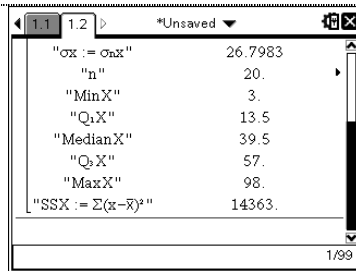 1.1 1.2 *Unsaved
"σx := σₙx" 26.7983
"n" 20.
"MinX" 3.
"Q₁X" 13.5
"MedianX" 39.5
"Q₃X" 57.
"MaxX" 98.
"SSX := Σ(x-x̄)²" 14363.
1/99